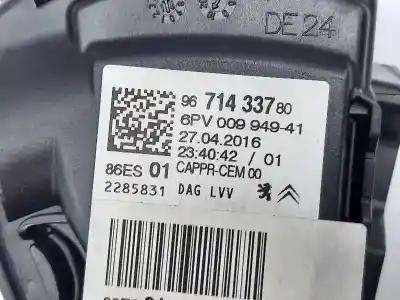 DE24
96 714 337 80
6PV 009 949-41
27.04.2016
23:40:42 / 01
86ES 01 CAPPR-CEM 00
2285831 DAG LVV